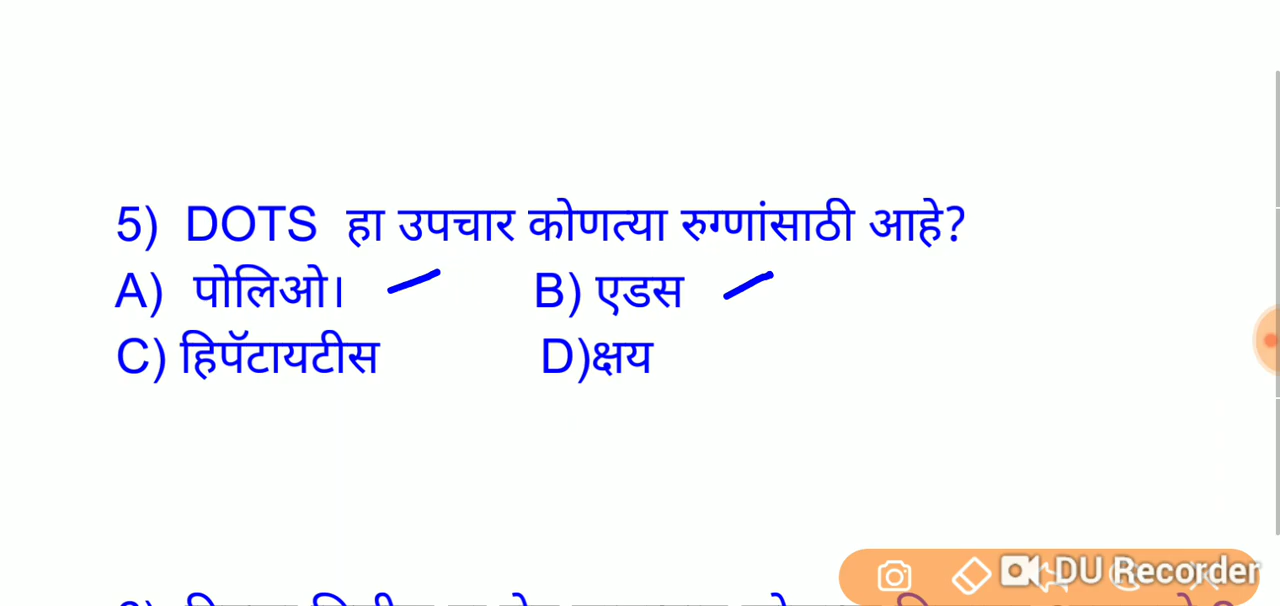 5) DOTS हा उपचार कोणत्या रुग्णांसाठी आहे?
A) पोलिओ। B) एडस
C) हिपॅटायटीस D)क्षय
DU Recorder